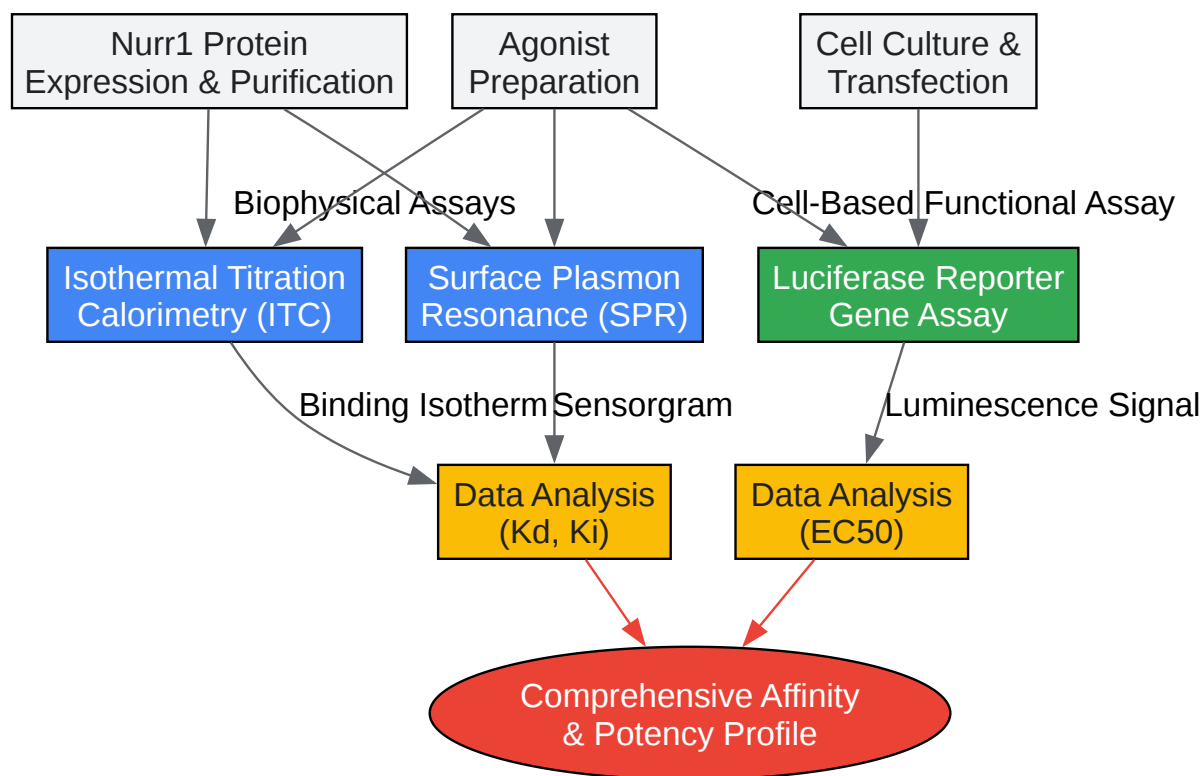 Nurr1 Protein
Expression & Purification
Agonist
Preparation
Cell Culture &
Transfection
Biophysical Assays
Cell-Based Functional Assay
Isothermal Titration
Calorimetry (ITC)
Surface Plasmon
Resonance (SPR)
Luciferase Reporter
Gene Assay
Binding Isotherm
Sensorgram
Luminescence Signal
Data Analysis
(Kd, Ki)
Data Analysis
(EC50)
Comprehensive Affinity
& Potency Profile